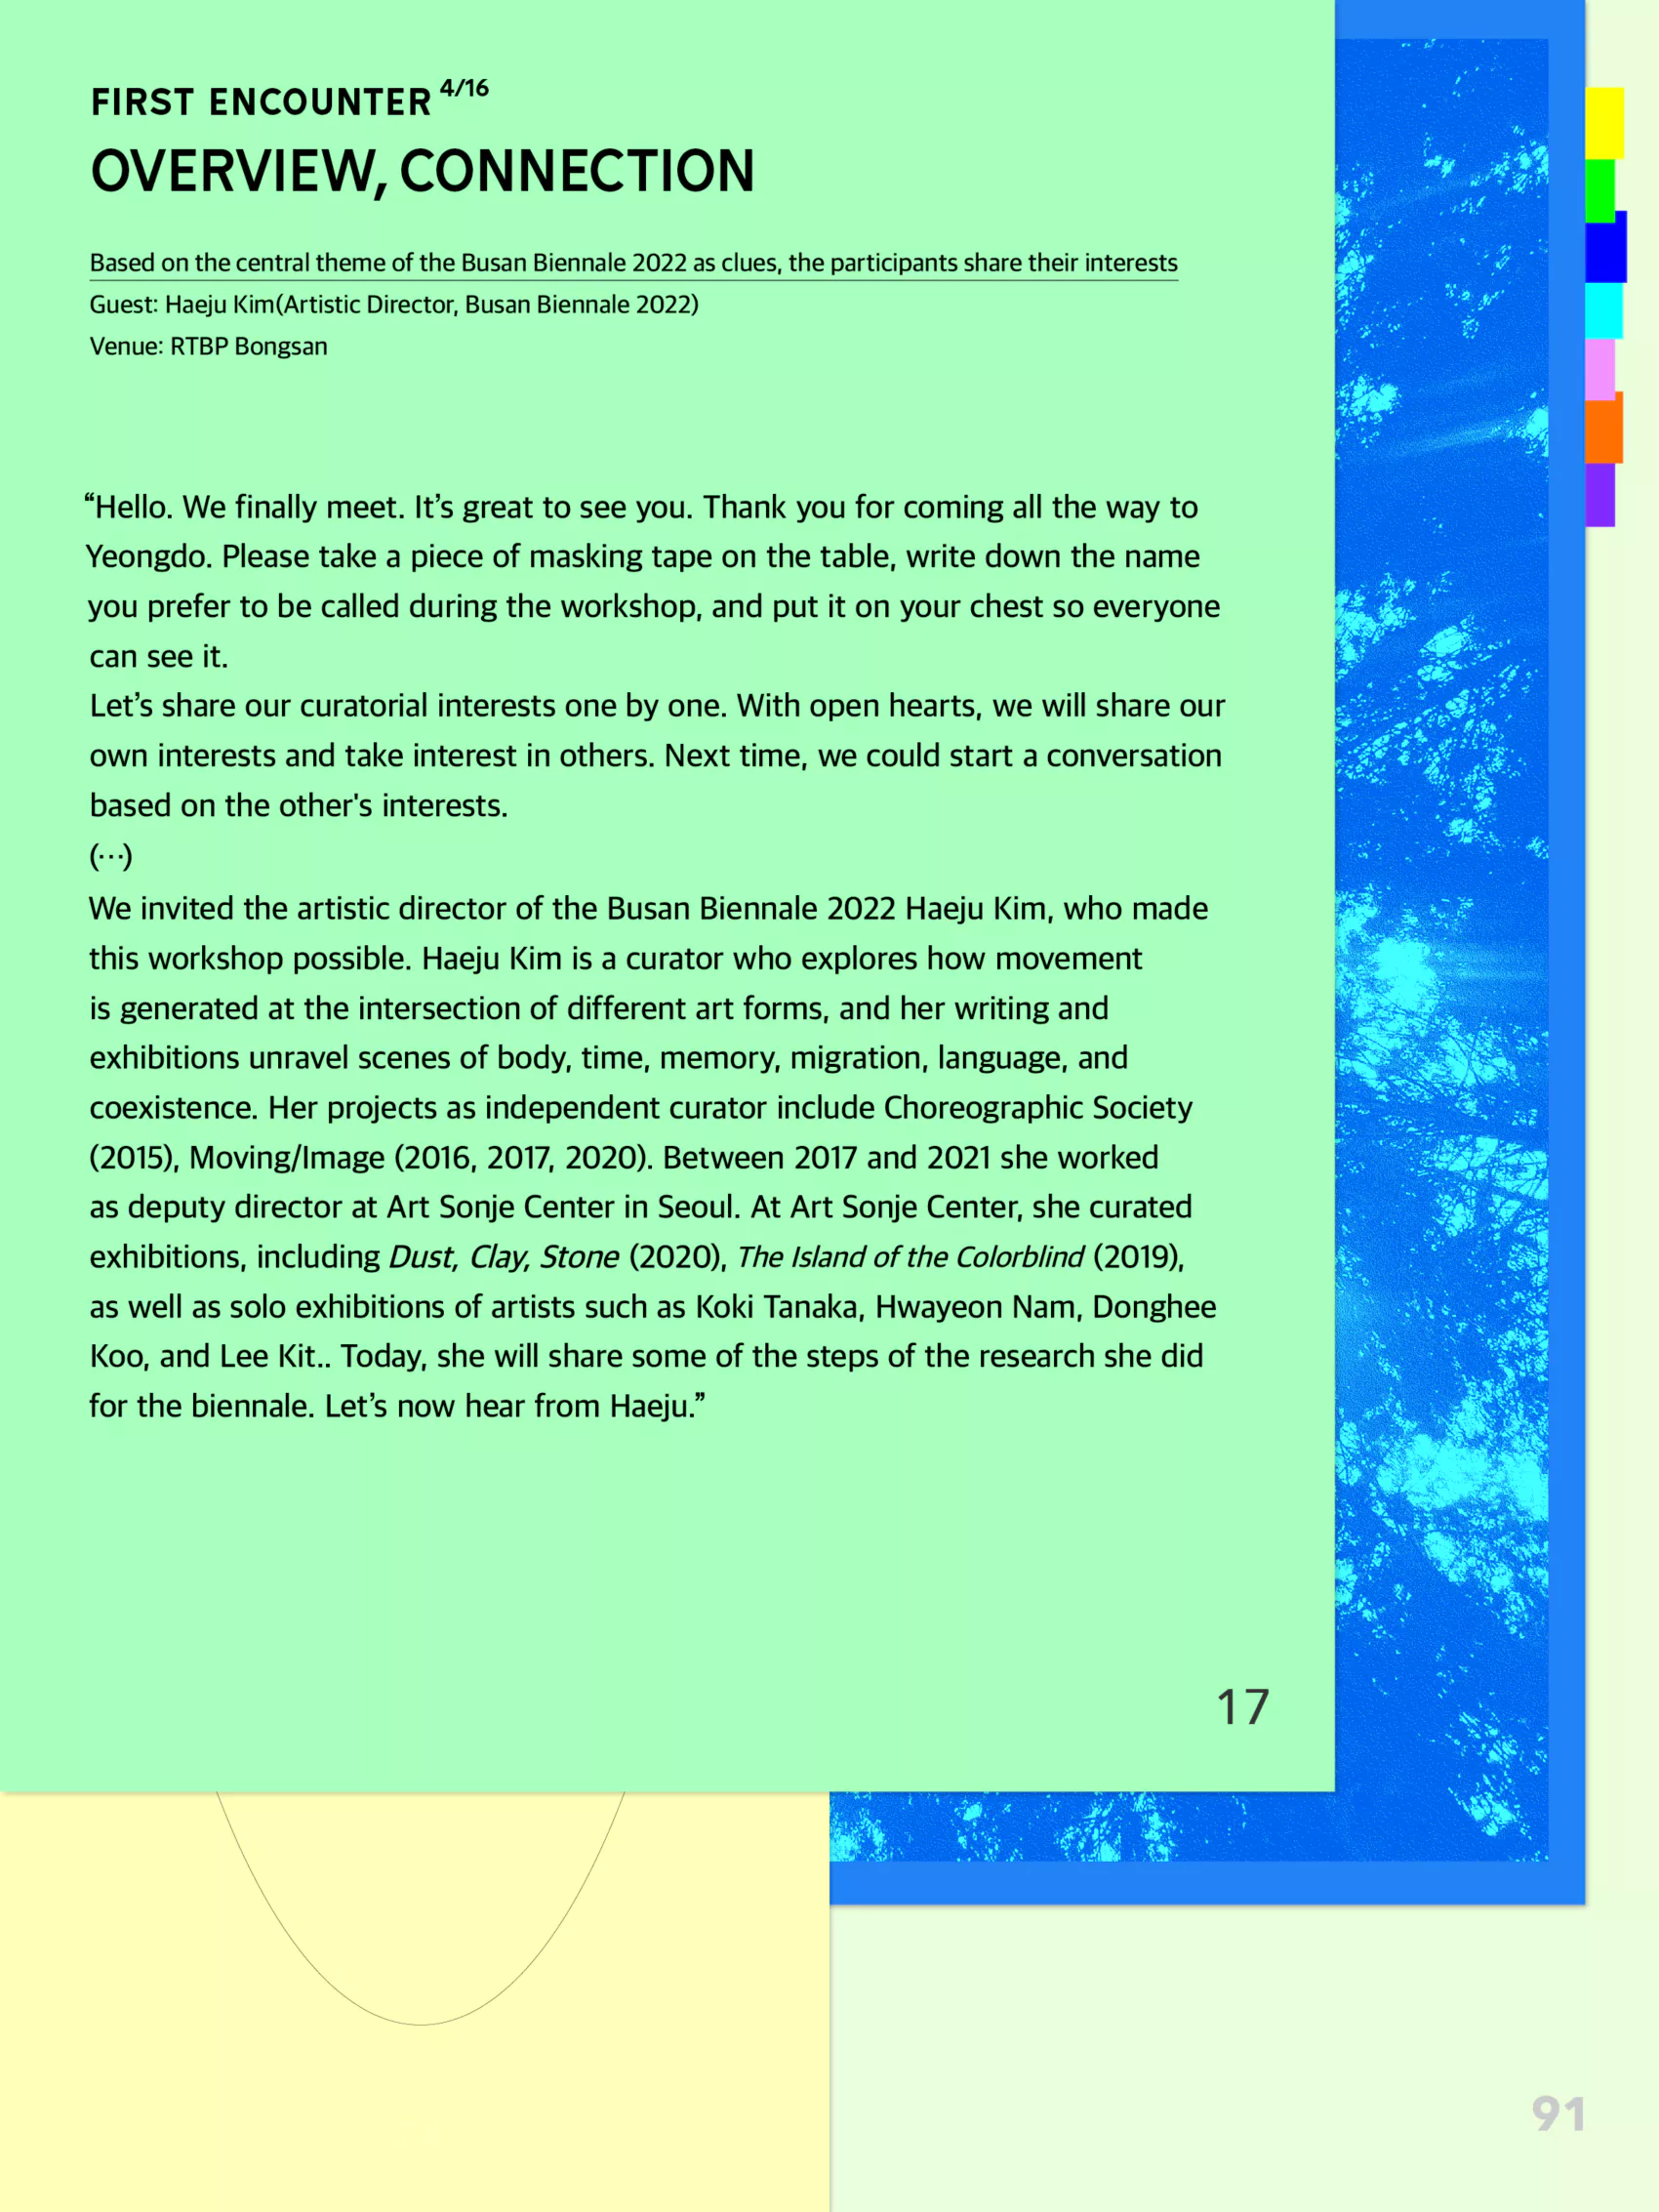 FIRST ENCOUNTER 4/16
OVERVIEW, CONNECTION
Based on the central theme of the Busan Biennale 2022 as clues, the participants share their interests
Guest: Haeju Kim(Artistic Director, Busan Biennale 2022)
Venue: RTBP Bongsan
“Hello. We finally meet. It’s great to see you. Thank you for coming all the way to
Yeongdo. Please take a piece of masking tape on the table, write down the name
you prefer to be called during the workshop, and put it on your chest so everyone
can see it.
Let’s share our curatorial interests one by one. With open hearts, we will share our
own interests and take interest in others. Next time, we could start a conversation
based on the other's interests.
(⋯)
We invited the artistic director of the Busan Biennale 2022 Haeju Kim, who made
this workshop possible. Haeju Kim is a curator who explores how movement
is generated at the intersection of different art forms, and her writing and
exhibitions unravel scenes of body, time, memory, migration, language, and
coexistence. Her projects as independent curator include Choreographic Society
(2015), Moving/Image (2016, 2017, 2020). Between 2017 and 2021 she worked
as deputy director at Art Sonje Center in Seoul. At Art Sonje Center, she curated
exhibitions, including Dust, Clay, Stone (2020), The Island of the Colorblind (2019),
as well as solo exhibitions of artists such as Koki Tanaka, Hwayeon Nam, Donghee
Koo, and Lee Kit.. Today, she will share some of the steps of the research she did
for the biennale. Let’s now hear from Haeju.”
17
91